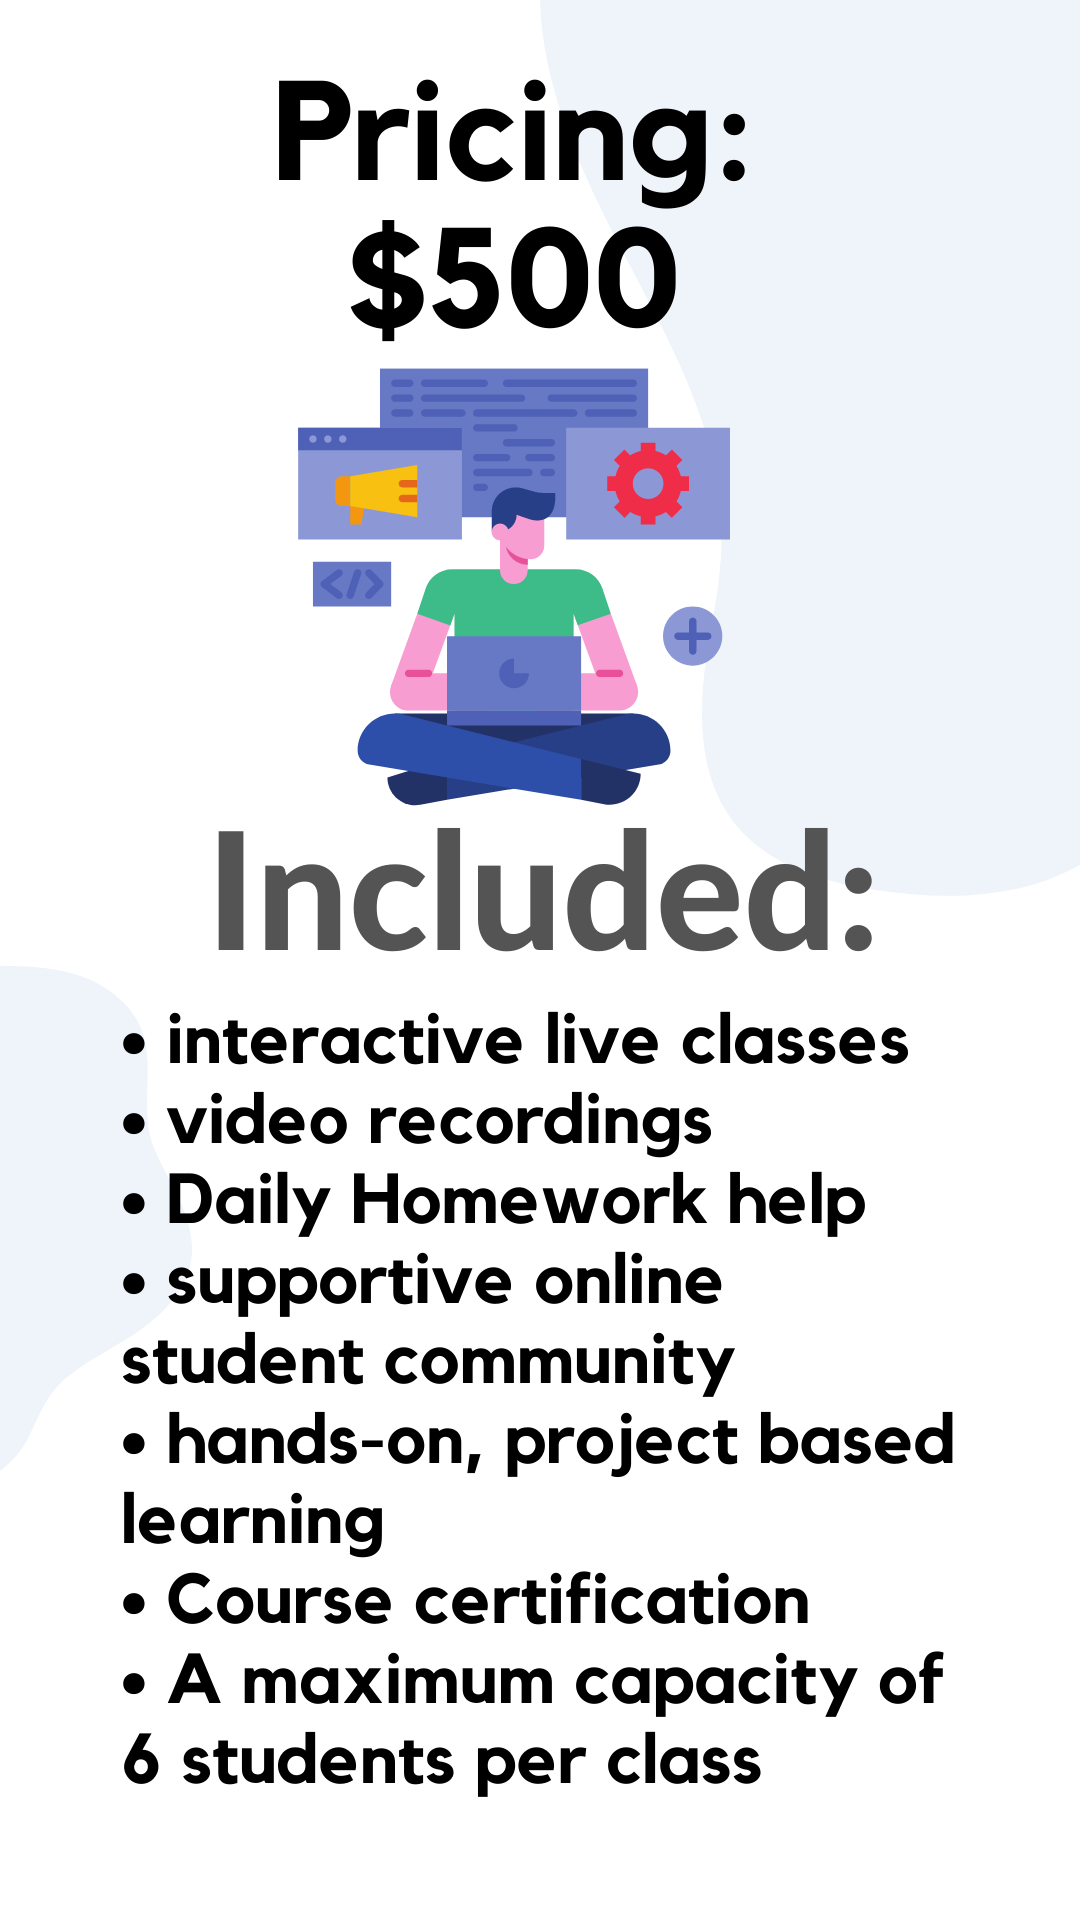 Pricing:
$500
</>
Included:
• interactive live classes
• video recordings
• Daily Homework help
• supportive online
student community
• hands-on, project based
learning
• Course certification
• A maximum capacity of
6 students per class